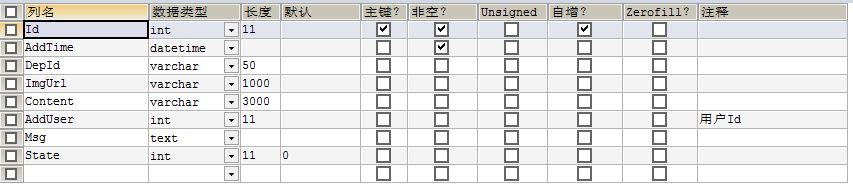 列名 数据类型 长度 默认 主键? 非空? Unsigned 自增? Zerofill? 注释
Id int 11
AddTime datetime
DepId varchar 50
ImgUrl varchar 1000
Content varchar 3000
AddUser int 11 用户Id
Msg text
State int 11 0